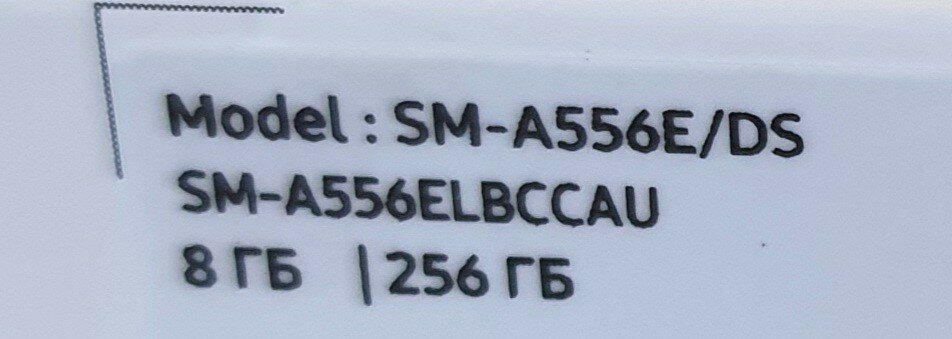 Model : SM-A556E/DS
SM-A556ELBCCAU
8 ГБ | 256 ГБ